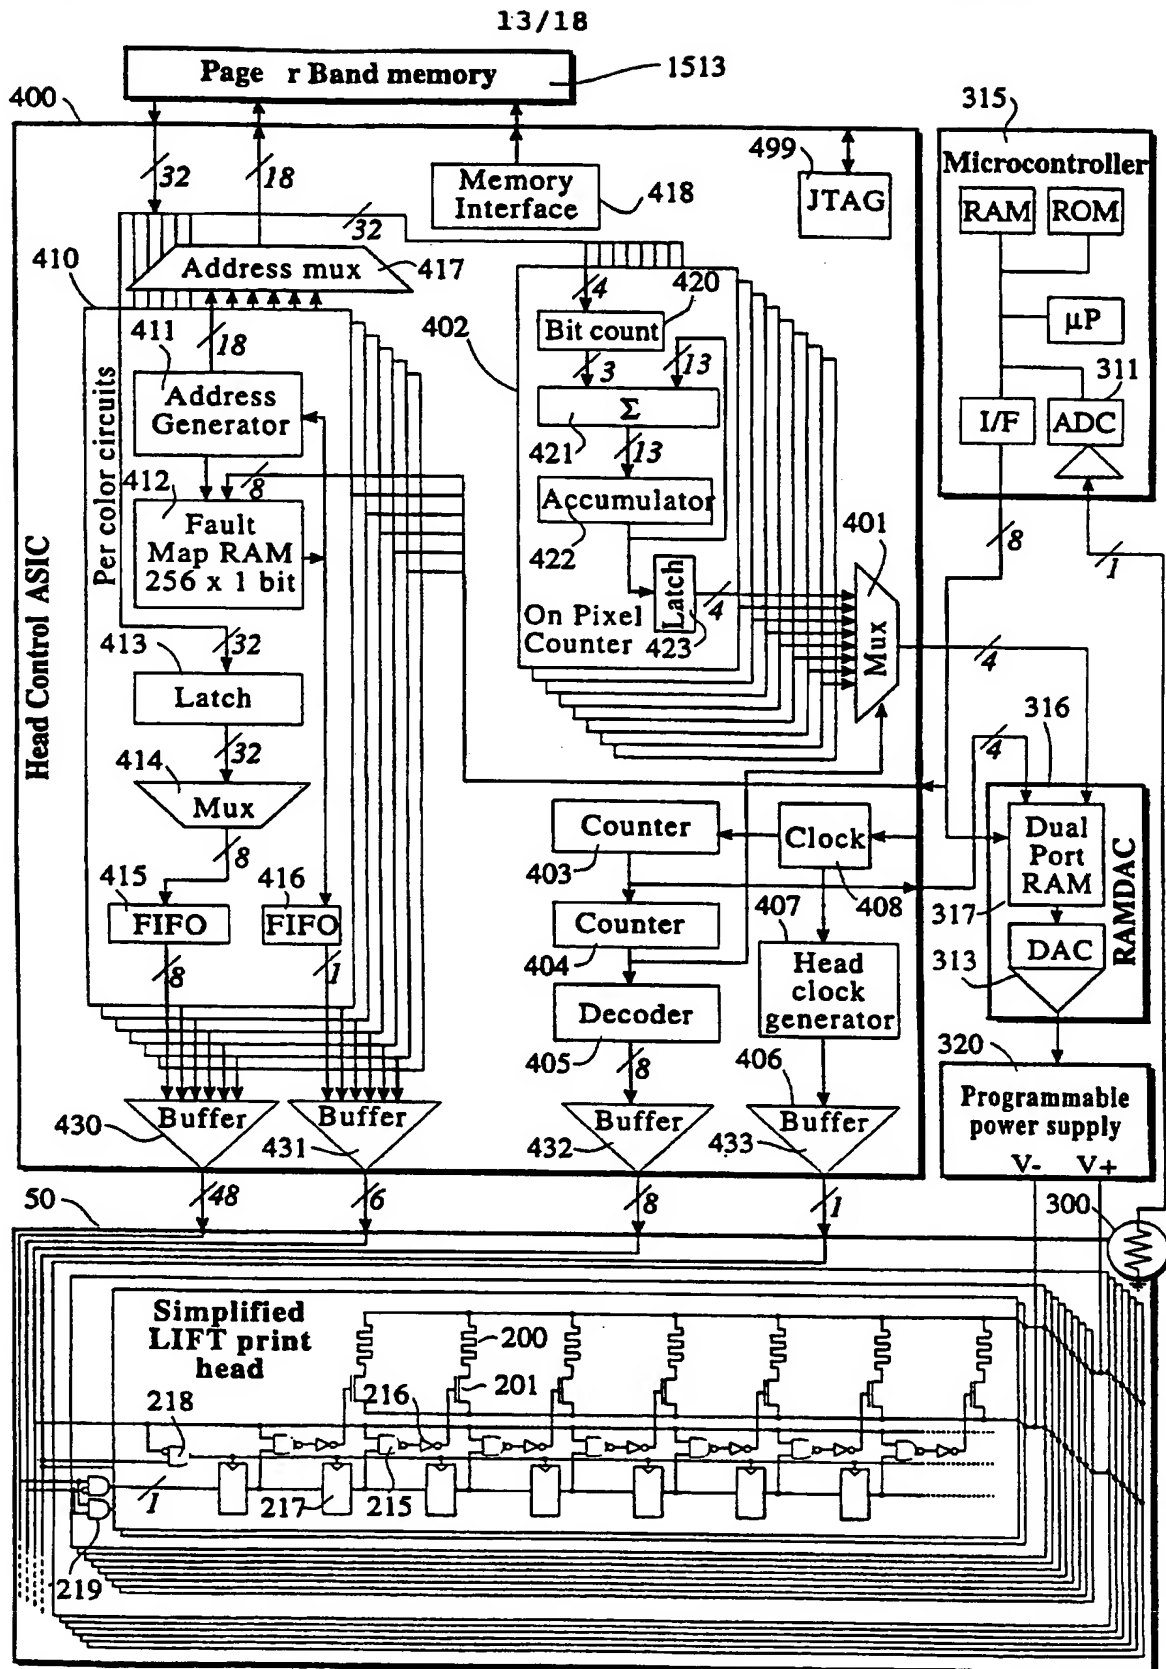 13/18
Page r Band memory
1513
400
315
32
18
499
Microcontroller
Memory
Interface
418
JTAG
RAM
ROM
32
410
Address mux
417
4
420
µP
411
18
402
Bit count
3
13
311
Per color circuits
Address
Generator
Σ
I/F
ADC
421
13
412
8
Accumulator
Fault
Map RAM
256 x 1 bit
422
401
8
1
Head Control ASIC
Latch
4
On Pixel
Counter
423
Mux
413
32
4
Latch
316
414
32
4
Mux
Counter
Clock
Dual
Port
RAM
RAMDAC
8
403
415
416
408
317
FIFO
FIFO
Counter
407
404
Head
clock
generator
DAC
313
8
1
Decoder
405
8
406
320
Buffer
Buffer
Buffer
Buffer
Programmable
power supply
430
431
432
433
V-
V+
50
48
6
8
1
300
Simplified
LIFT print
head
200
201
216
218
1
217
215
219